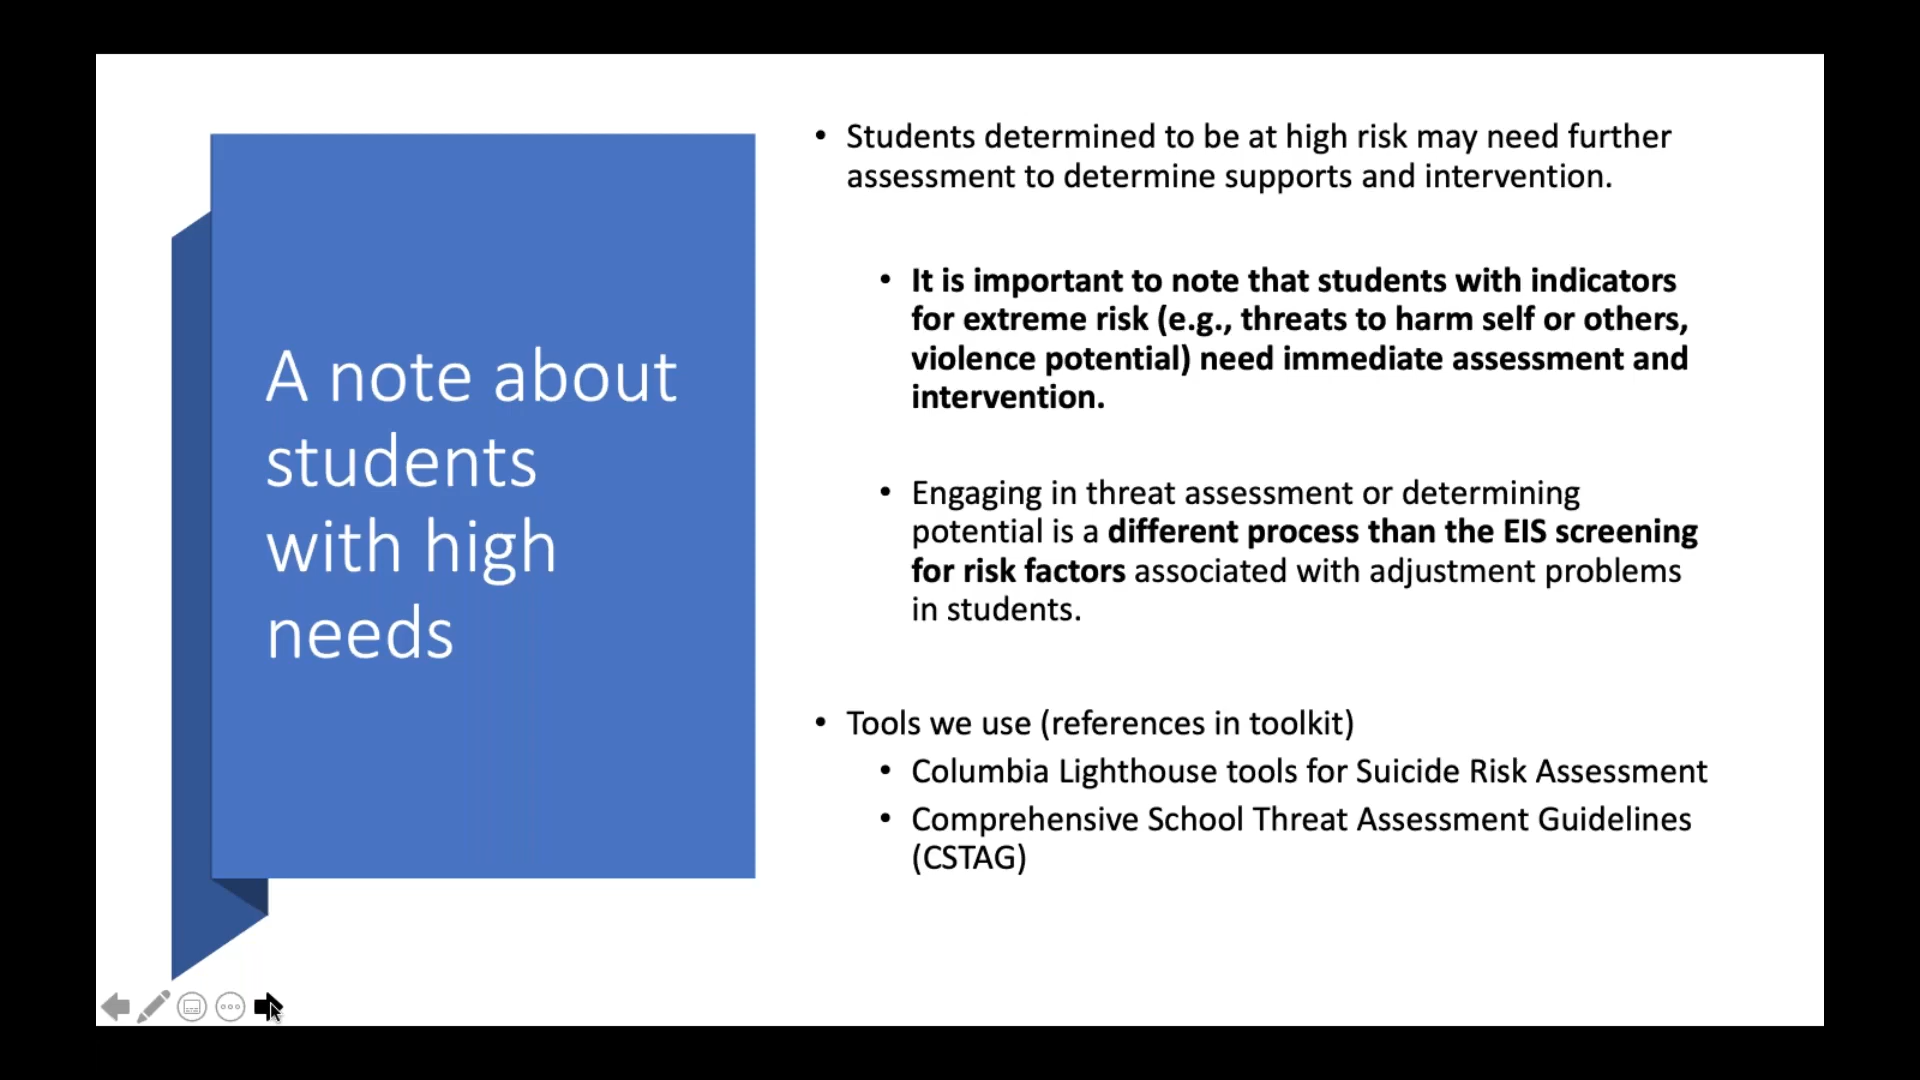 A note about
students
with high
needs
• Students determined to be at high risk may need further
assessment to determine supports and intervention.
• It is important to note that students with indicators
for extreme risk (e.g., threats to harm self or others,
violence potential) need immediate assessment and
intervention.
• Engaging in threat assessment or determining
potential is a different process than the EIS screening
for risk factors associated with adjustment problems
in students.
• Tools we use (references in toolkit)
• Columbia Lighthouse tools for Suicide Risk Assessment
• Comprehensive School Threat Assessment Guidelines
(CSTAG)